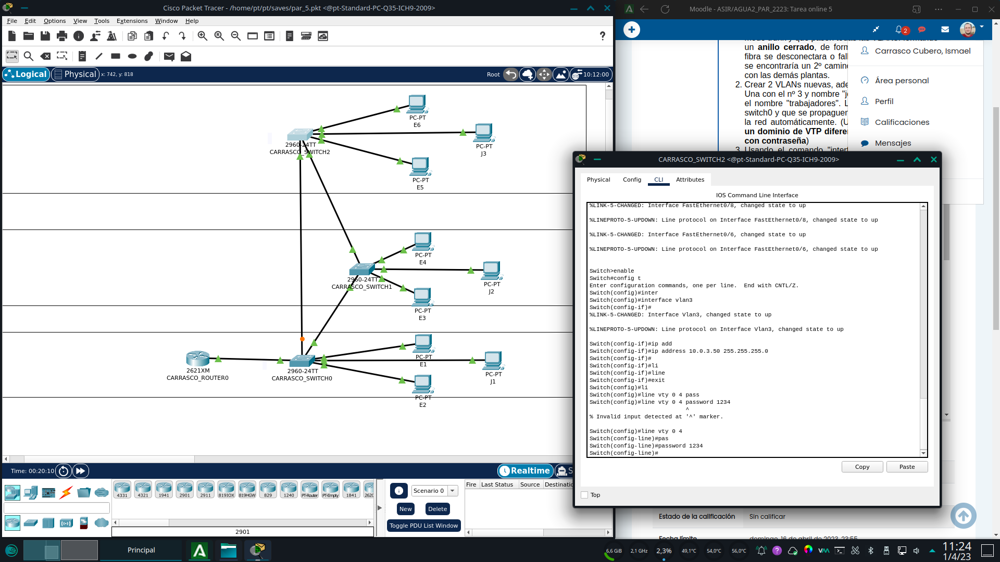 Cisco Packet Tracer - /home/pt/pt/saves/par_5.pkt <@pt-Standard-PC-Q35-ICH9-2009>
File Edit Options View Tools Extensions Window Help
?
Logical
Physical
x: 742, y: 818
Root
10:12:00
PC-PT
E6
2960-24TT
CARRASCO_SWITCH2
PC-PT
J3
PC-PT
E5
PC-PT
E4
2960-24TT
CARRASCO_SWITCH1
PC-PT
J2
PC-PT
E3
PC-PT
E1
2621XM
CARRASCO_ROUTER0
2960-24TT
CARRASCO_SWITCH0
PC-PT
J1
PC-PT
E2
Time: 00:20:10
Realtime
S
4331 4321 1941 2901 2911 819IOX 819HGW 829 1240 PT-Router PT-Empty 1841 2620
2901
Scenario 0
New
Delete
Toggle PDU List Window
Fire Last Status Source Destinatio
Moodle - ASIR/AGUA2_PAR_2223: Tarea online 5
2
un anillo cerrado, de form
fibra se desconectara o fall
se encontraría un 2º camino
con las demás plantas.
2. Crear 2 VLANs nuevas, ade
Una con el nº 3 y nombre "je
el nombre "trabajadores". L
switch0 y que se propaguen
la red automáticamente. (U
un dominio de VTP difere
con contraseña)
3. Usando el comando "interf
Carrasco Cubero, Ismael
Área personal
Perfil
Calificaciones
Mensajes
CARRASCO_SWITCH2 <@pt-Standard-PC-Q35-ICH9-2009>
Physical Config CLI Attributes
IOS Command Line Interface
%LINK-5-CHANGED: Interface FastEthernet0/8, changed state to up
%LINEPROTO-5-UPDOWN: Line protocol on Interface FastEthernet0/8, changed state to up
%LINK-5-CHANGED: Interface FastEthernet0/6, changed state to up
%LINEPROTO-5-UPDOWN: Line protocol on Interface FastEthernet0/6, changed state to up
Switch>enable
Switch#config t
Enter configuration commands, one per line.  End with CNTL/Z.
Switch(config)#inter
Switch(config)#interface vlan3
Switch(config-if)#
%LINK-5-CHANGED: Interface Vlan3, changed state to up
%LINEPROTO-5-UPDOWN: Line protocol on Interface Vlan3, changed state to up
Switch(config-if)#ip add
Switch(config-if)#ip address 10.0.3.50 255.255.255.0
Switch(config-if)#
Switch(config-if)#li
Switch(config-if)#line
Switch(config-if)#exit
Switch(config)#li
Switch(config)#line vty 0 4 pass
Switch(config)#line vty 0 4 password 1234
^
% Invalid input detected at '^' marker.
Switch(config)#line vty 0 4
Switch(config-line)#pas
Switch(config-line)#password 1234
Switch(config-line)#
Copy
Paste
Top
Estado de la calificación Sin calificar
Fecha límite domingo, 16 de abril de 2023, 23:55
Principal
6,6 GiB 2,1 GHz 2,3% 49,1°C 54,0°C 56,0°C
11:24
1/4/23